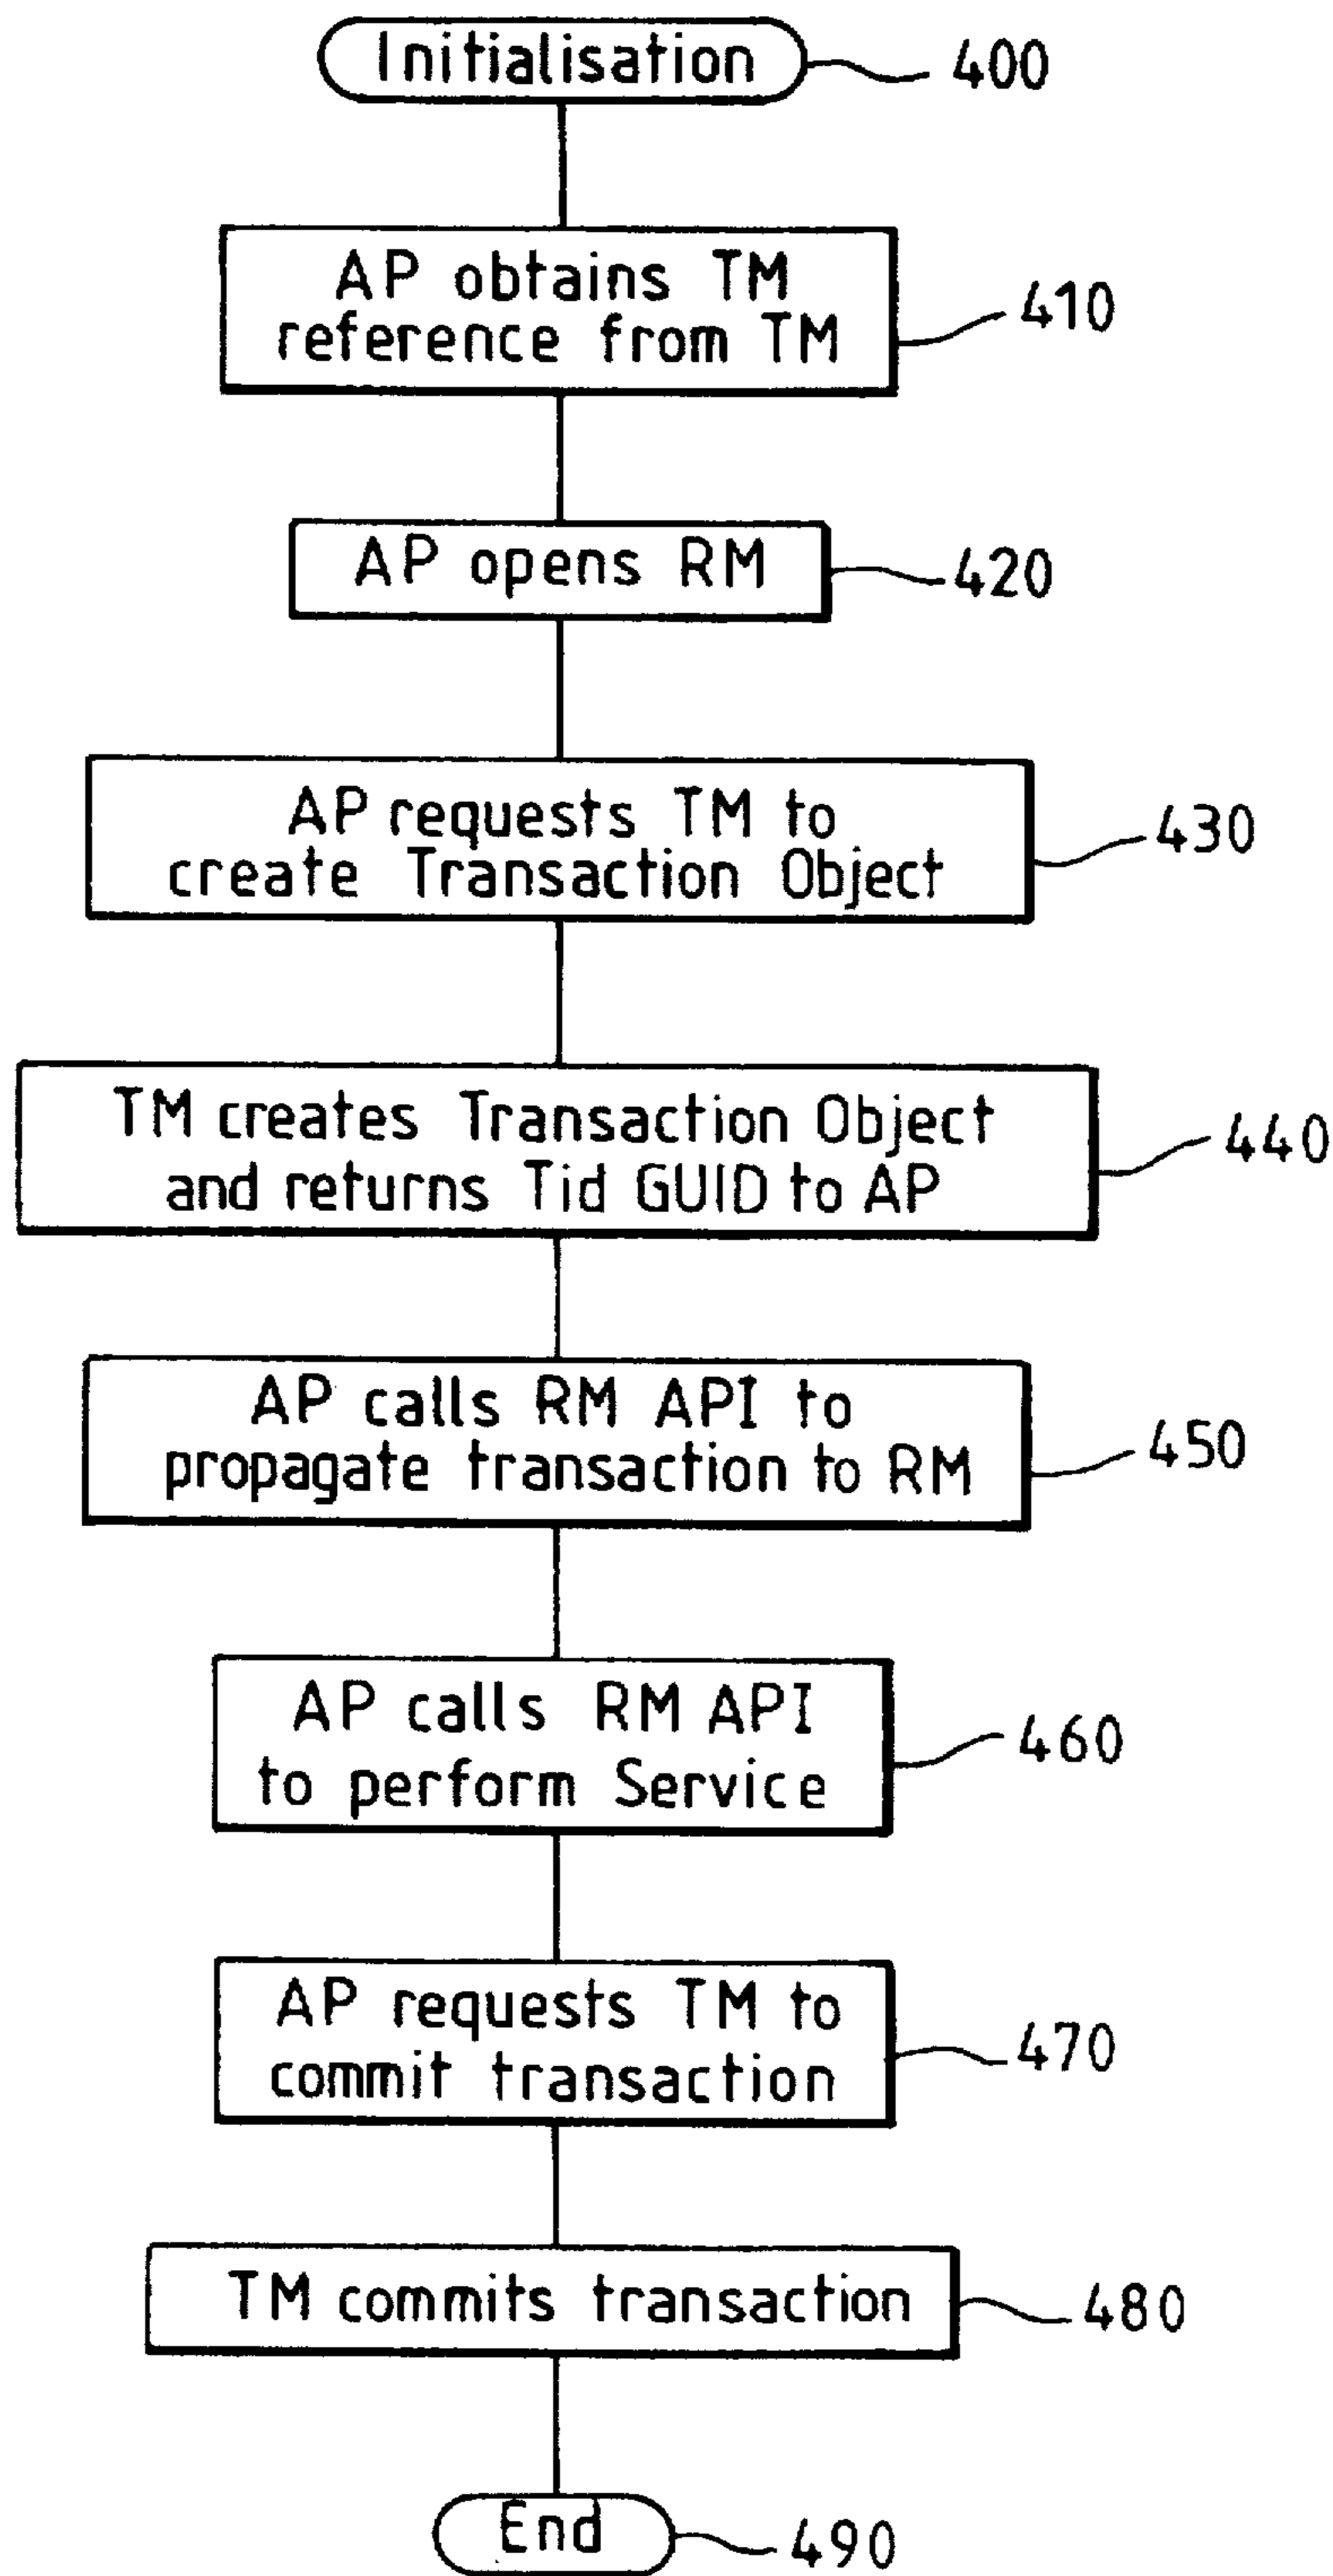 Initialisation
400
AP obtains TM
reference from TM
410
AP opens RM
420
AP requests TM to
create Transaction Object
430
TM creates Transaction Object
and returns Tid GUID to AP
440
AP calls RM API to
propagate transaction to RM
450
AP calls RM API
to perform Service
460
AP requests TM to
commit transaction
470
TM commits transaction
480
End
490